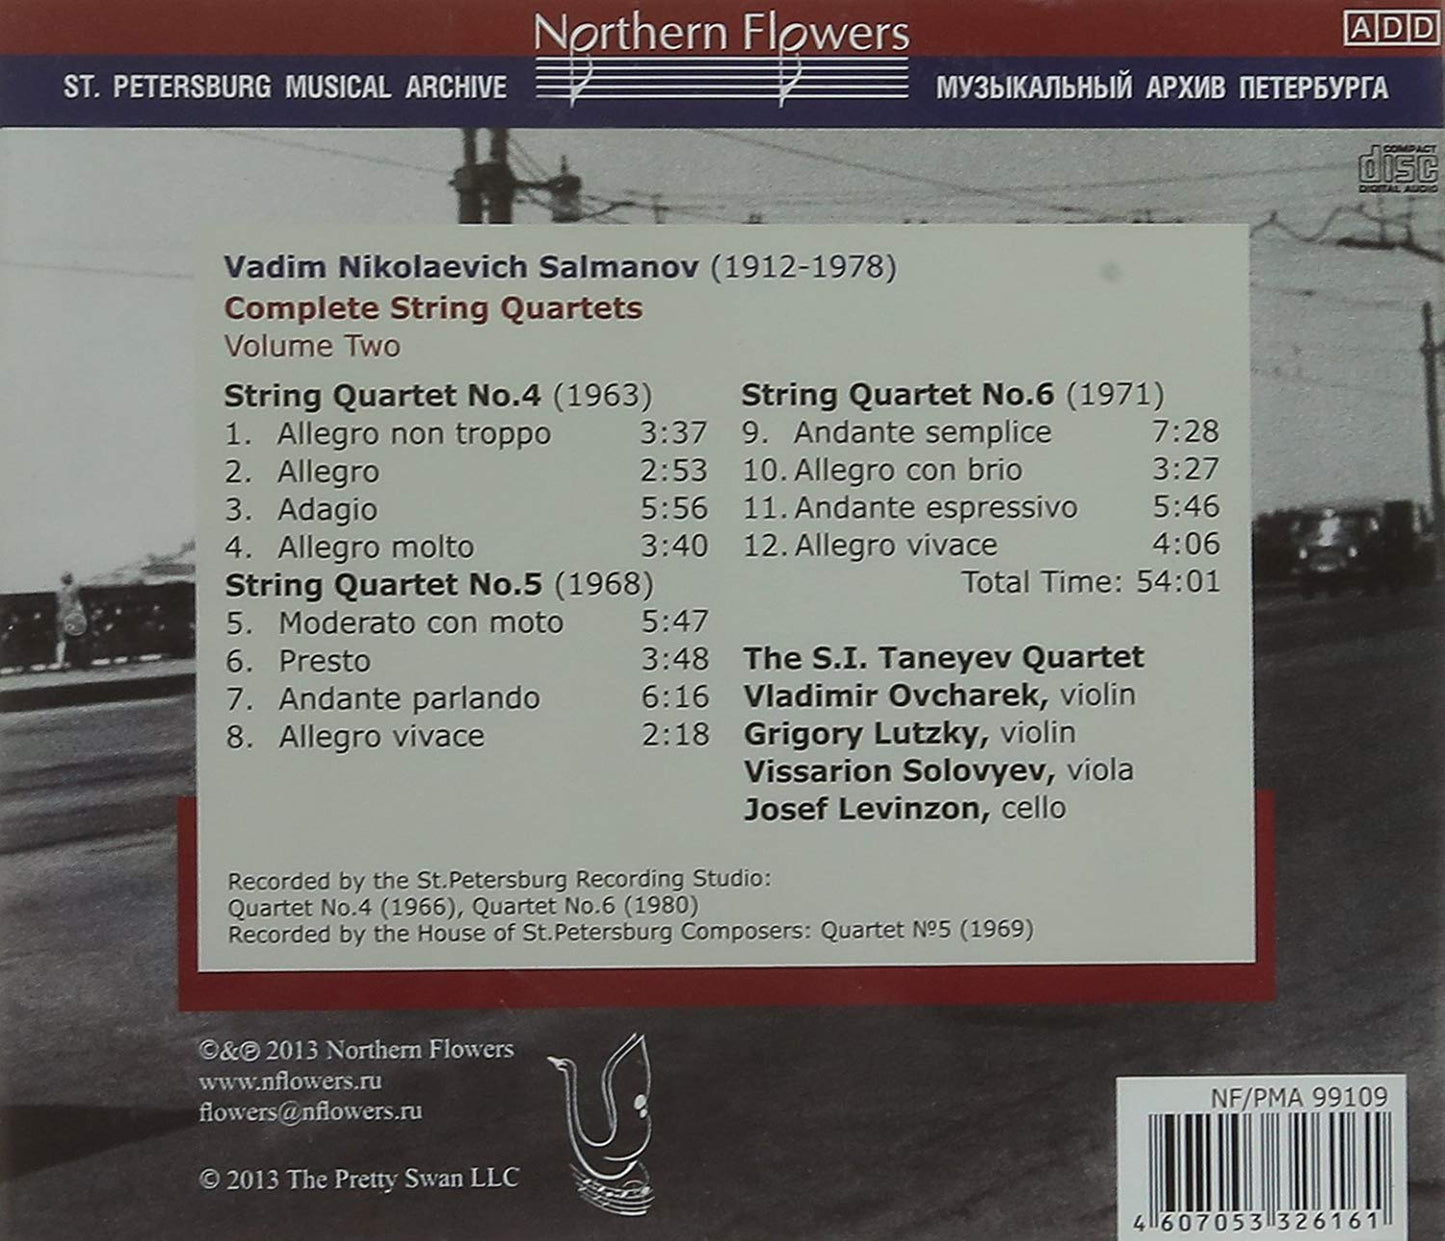 Northern Flowers
ADD
ST. PETERSBURG MUSICAL ARCHIVE
МУЗЫКАЛЬНЫЙ АРХИВ ПЕТЕРБУРГА
COMPACT
disc
DIGITAL AUDIO
Vadim Nikolaevich Salmanov (1912-1978)
Complete String Quartets
Volume Two
String Quartet No.4 (1963)
1. Allegro non troppo 3:37
2. Allegro 2:53
3. Adagio 5:56
4. Allegro molto 3:40
String Quartet No.5 (1968)
5. Moderato con moto 5:47
6. Presto 3:48
7. Andante parlando 6:16
8. Allegro vivace 2:18
String Quartet No.6 (1971)
9. Andante semplice 7:28
10. Allegro con brio 3:27
11. Andante espressivo 5:46
12. Allegro vivace 4:06
Total Time: 54:01
The S.I. Taneyev Quartet
Vladimir Ovcharek, violin
Grigory Lutzky, violin
Vissarion Solovyev, viola
Josef Levinzon, cello
Recorded by the St.Petersburg Recording Studio:
Quartet No.4 (1966), Quartet No.6 (1980)
Recorded by the House of St.Petersburg Composers: Quartet №5 (1969)
©&℗ 2013 Northern Flowers
www.nflowers.ru
flowers@nflowers.ru
© 2013 The Pretty Swan LLC
NF/PMA 99109
4 607053 326161